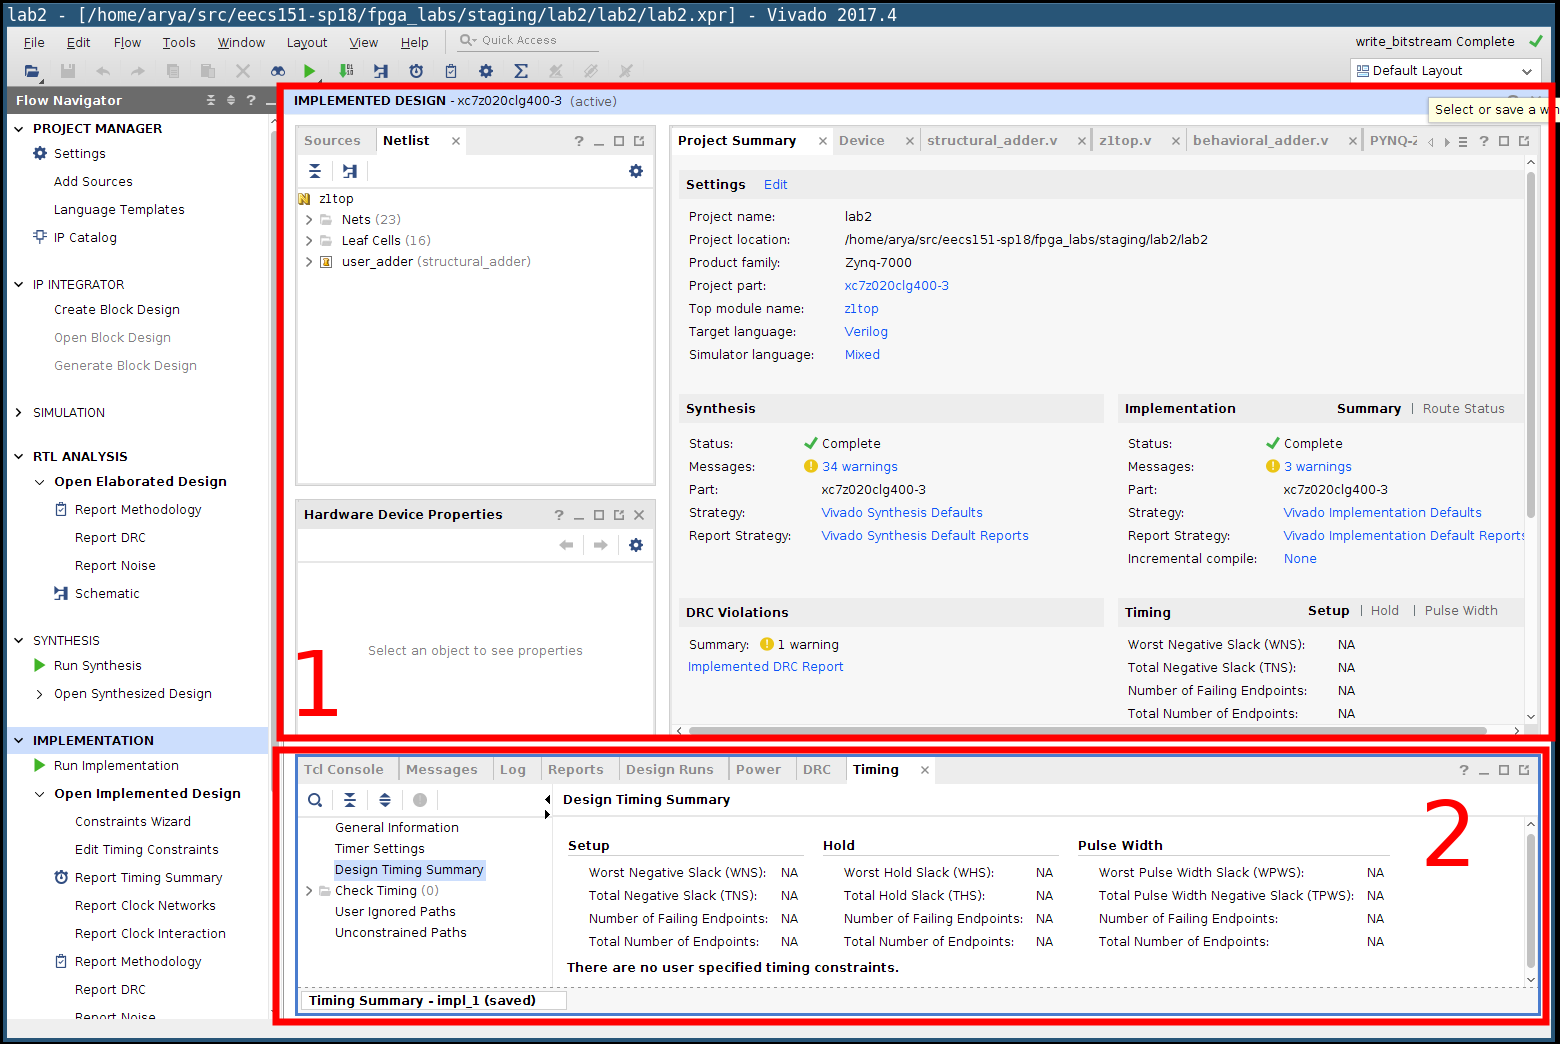 lab2 - [/home/arya/src/eecs151-sp18/fpga_labs/staging/lab2/lab2/lab2.xpr] - Vivado 2017.4
File Edit Flow Tools Window Layout View Help Quick Access
write_bitstream Complete
Default Layout
Flow Navigator
PROJECT MANAGER
Settings
Add Sources
Language Templates
IP Catalog
IP INTEGRATOR
Create Block Design
Open Block Design
Generate Block Design
SIMULATION
RTL ANALYSIS
Open Elaborated Design
Report Methodology
Report DRC
Report Noise
Schematic
SYNTHESIS
Run Synthesis
Open Synthesized Design
IMPLEMENTATION
Run Implementation
Open Implemented Design
Constraints Wizard
Edit Timing Constraints
Report Timing Summary
Report Clock Networks
Report Clock Interaction
Report Methodology
Report DRC
Report Noise
IMPLEMENTED DESIGN - xc7z020clg400-3 (active)
Select or save a win
Sources Netlist
z1top
Nets (23)
Leaf Cells (16)
user_adder (structural_adder)
Hardware Device Properties
Select an object to see properties
1
Project Summary Device structural_adder.v z1top.v behavioral_adder.v PYNQ-Z
Settings Edit
Project name: lab2
Project location: /home/arya/src/eecs151-sp18/fpga_labs/staging/lab2/lab2
Product family: Zynq-7000
Project part: xc7z020clg400-3
Top module name: z1top
Target language: Verilog
Simulator language: Mixed
Synthesis
Status: Complete
Messages: 34 warnings
Part: xc7z020clg400-3
Strategy: Vivado Synthesis Defaults
Report Strategy: Vivado Synthesis Default Reports
Implementation Summary | Route Status
Status: Complete
Messages: 3 warnings
Part: xc7z020clg400-3
Strategy: Vivado Implementation Defaults
Report Strategy: Vivado Implementation Default Reports
Incremental compile: None
DRC Violations
Summary: 1 warning
Implemented DRC Report
Timing Setup | Hold | Pulse Width
Worst Negative Slack (WNS): NA
Total Negative Slack (TNS): NA
Number of Failing Endpoints: NA
Total Number of Endpoints: NA
Tcl Console Messages Log Reports Design Runs Power DRC Timing
General Information
Timer Settings
Design Timing Summary
Check Timing (0)
User Ignored Paths
Unconstrained Paths
Design Timing Summary
2
Setup
Worst Negative Slack (WNS): NA
Total Negative Slack (TNS): NA
Number of Failing Endpoints: NA
Total Number of Endpoints: NA
Hold
Worst Hold Slack (WHS): NA
Total Hold Slack (THS): NA
Number of Failing Endpoints: NA
Total Number of Endpoints: NA
Pulse Width
Worst Pulse Width Slack (WPWS): NA
Total Pulse Width Negative Slack (TPWS): NA
Number of Failing Endpoints: NA
Total Number of Endpoints: NA
There are no user specified timing constraints.
Timing Summary - impl_1 (saved)